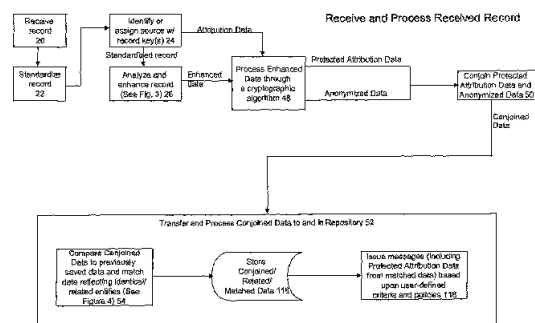 Receive and Process Received Record
Receive
record
20
Standardize
record
22
Identify or
assign source w/
record key(s) 24
Attribution Data
Standardized record
Analyze and
enhance record
(See Fig. 3) 26
Enhanced
Data
Process Enhanced
Data through
a cryptographic
algorithm 48
Protected Attribution Data
Anonymized Data
Conjoin Protected
Attribution Data and
Anonymized Data 50
Conjoined
Data
Transfer and Process Conjoined Data to and in Repository 52
Compare Conjoined
Data to previously
saved data and match
data reflecting identical/
related entities (See
Figure 4) 54
Store
Conjoined/
Related/
Matched Data 116
Issue messages (including
Protected Attribution Data
from matched data) based
upon user-defined
criteria and policies 118